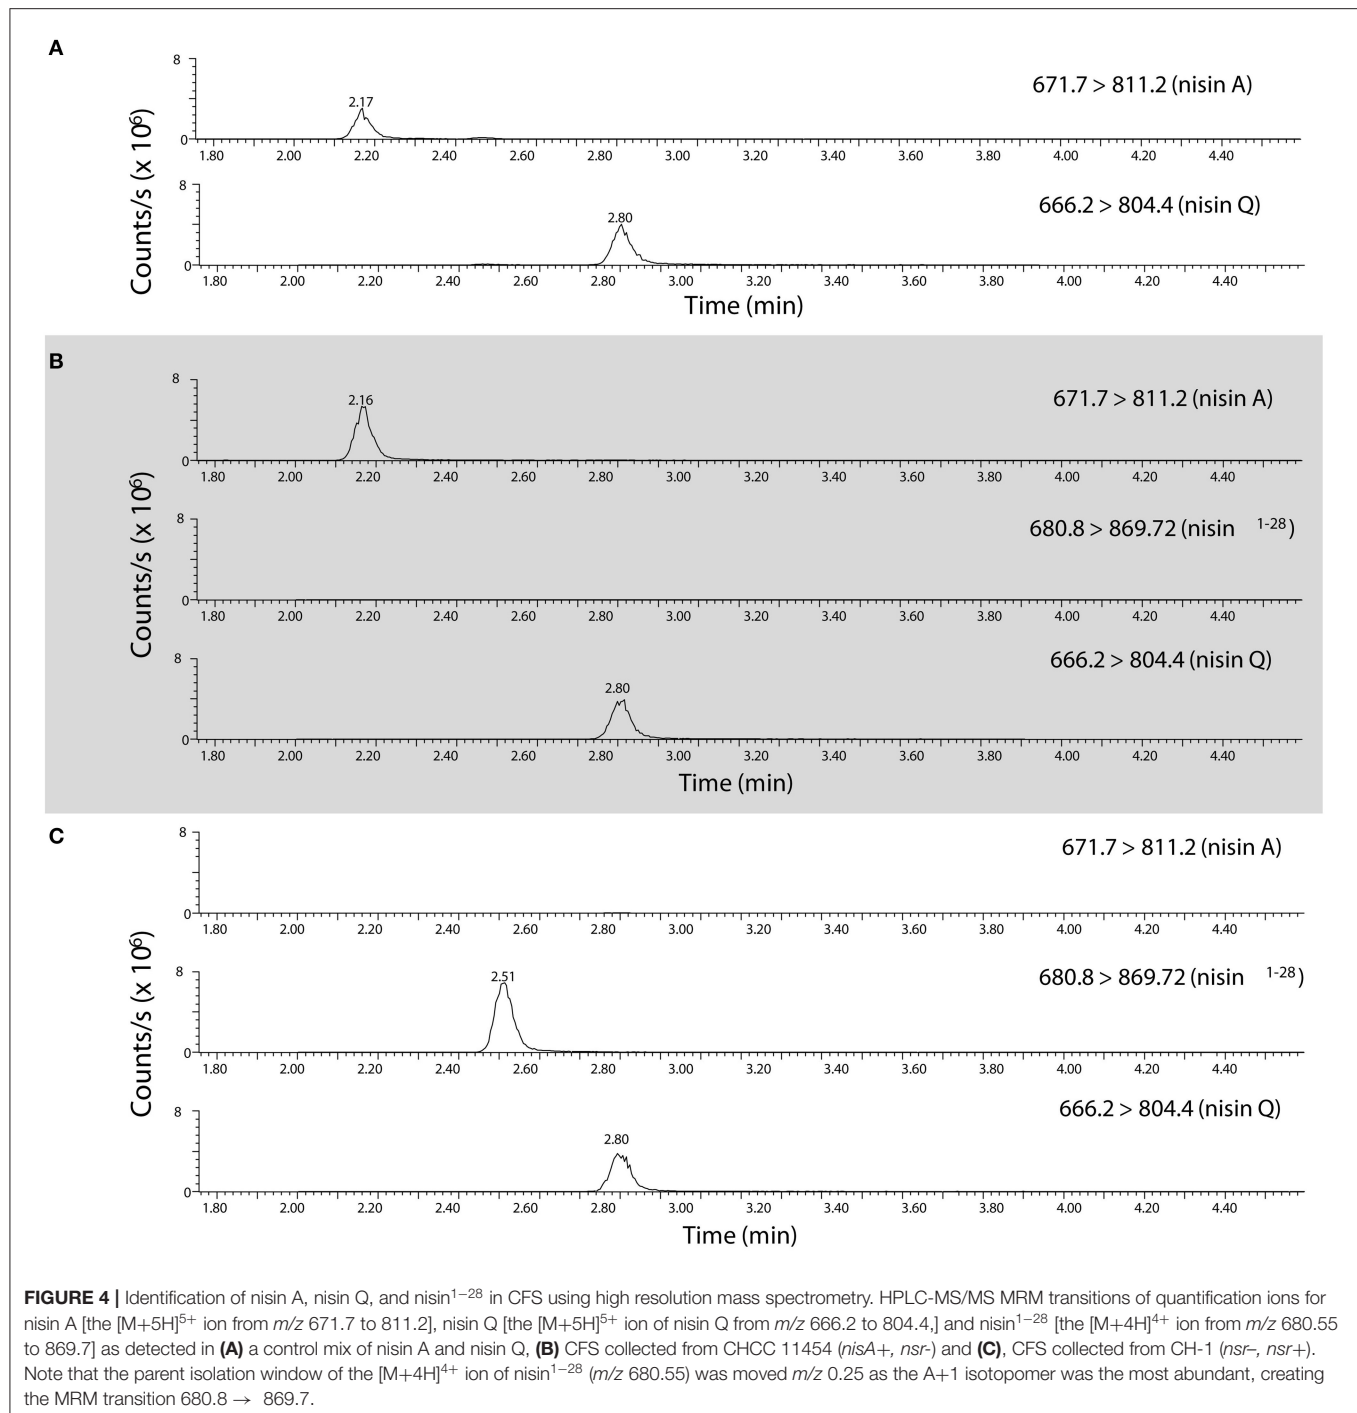 A
8
671.7 > 811.2 (nisin A)
2.17
0
1.80 2.00 2.20 2.40 2.60 2.80 3.00 3.20 3.40 3.60 3.80 4.00 4.20 4.40
Counts/s (x 10⁶)
8
666.2 > 804.4 (nisin Q)
2.80
0
1.80 2.00 2.20 2.40 2.60 2.80 3.00 3.20 3.40 3.60 3.80 4.00 4.20 4.40
Time (min)
B
8
671.7 > 811.2 (nisin A)
2.16
0
1.80 2.00 2.20 2.40 2.60 2.80 3.00 3.20 3.40 3.60 3.80 4.00 4.20 4.40
Counts/s (x 10⁶)
8
680.8 > 869.72 (nisin ¹⁻²⁸)
0
1.80 2.00 2.20 2.40 2.60 2.80 3.00 3.20 3.40 3.60 3.80 4.00 4.20 4.40
8
666.2 > 804.4 (nisin Q)
2.80
0
1.80 2.00 2.20 2.40 2.60 2.80 3.00 3.20 3.40 3.60 3.80 4.00 4.20 4.40
Time (min)
C
8
671.7 > 811.2 (nisin A)
0
1.80 2.00 2.20 2.40 2.60 2.80 3.00 3.20 3.40 3.60 3.80 4.00 4.20 4.40
Counts/s (x 10⁶)
8
680.8 > 869.72 (nisin ¹⁻²⁸)
2.51
0
1.80 2.00 2.20 2.40 2.60 2.80 3.00 3.20 3.40 3.60 3.80 4.00 4.20 4.40
8
666.2 > 804.4 (nisin Q)
2.80
0
1.80 2.00 2.20 2.40 2.60 2.80 3.00 3.20 3.40 3.60 3.80 4.00 4.20 4.40
Time (min)
FIGURE 4 | Identification of nisin A, nisin Q, and nisin¹⁻²⁸ in CFS using high resolution mass spectrometry. HPLC-MS/MS MRM transitions of quantification ions for
nisin A [the [M+5H]⁵⁺ ion from m/z 671.7 to 811.2], nisin Q [the [M+5H]⁵⁺ ion of nisin Q from m/z 666.2 to 804.4,] and nisin¹⁻²⁸ [the [M+4H]⁴⁺ ion from m/z 680.55
to 869.7] as detected in (A) a control mix of nisin A and nisin Q, (B) CFS collected from CHCC 11454 (nisA+, nsr-) and (C), CFS collected from CH-1 (nsr–, nsr+).
Note that the parent isolation window of the [M+4H]⁴⁺ ion of nisin¹⁻²⁸ (m/z 680.55) was moved m/z 0.25 as the A+1 isotopomer was the most abundant, creating
the MRM transition 680.8 → 869.7.